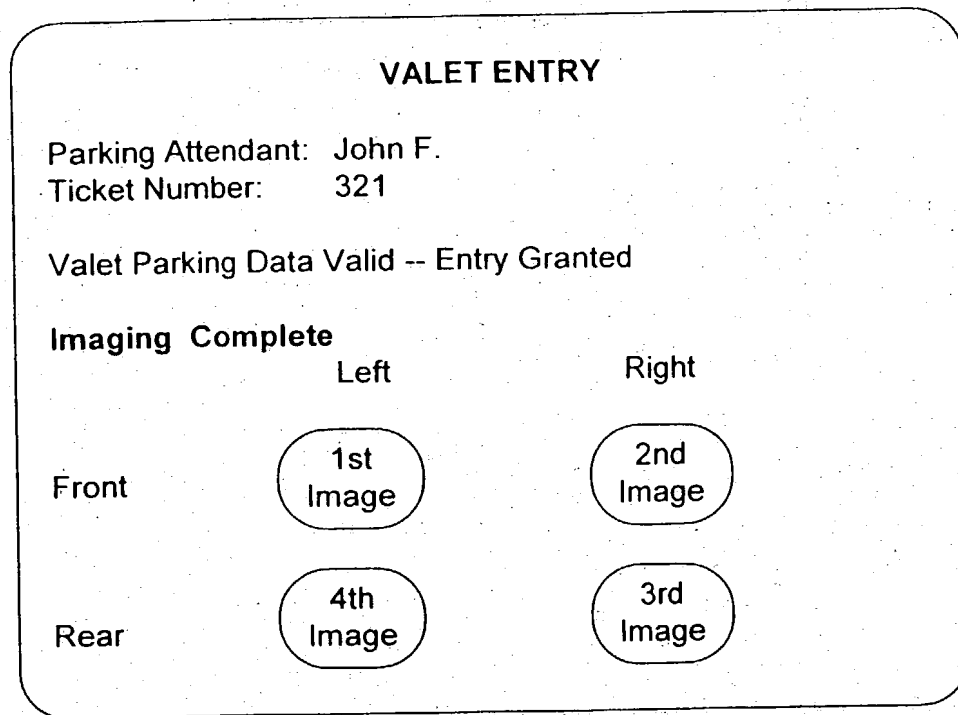 VALET ENTRY
Parking Attendant: John F.
Ticket Number: 321
Valet Parking Data Valid -- Entry Granted
Imaging Complete
Left Right
Front 1st Image 2nd Image
Rear 4th Image 3rd Image